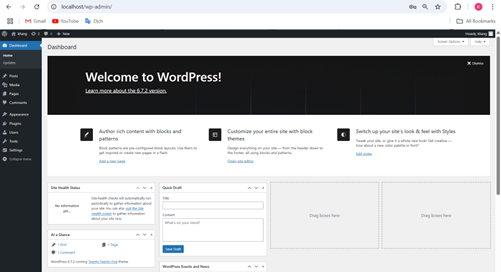 localhost/wp-admin/
Gmail
YouTube
Dịch
All Bookmarks
Khang
2
0
New
Howdy, Khang
Screen Options
Help
Dashboard
Home
Updates
Posts
Media
Pages
Comments
Appearance
Plugins
Users
Tools
Settings
Collapse menu
Dashboard
Dismiss
Welcome to WordPress!
Learn more about the 6.7.2 version.
Author rich content with blocks and
patterns
Block patterns are pre-configured block layouts. Use them to
get inspired or create new pages in a flash.
Add a new page
Customize your entire site with block
themes
Design everything on your site — from the header down to
the footer, all using blocks and patterns.
Open site editor
Switch up your site's look & feel with Styles
Tweak your site, or give it a whole new look! Get creative —
how about a new color palette or font?
Edit styles
Site Health Status
No information
yet...
Site health checks will automatically run
periodically to gather information
about your site. You can also visit the Site
Health screen to gather information
about your site now.
At a Glance
1 Post
1 Comment
WordPress 6.7.2 running Twenty Twenty-Five theme.
Quick Draft
Title
Content
What's on your mind?
Save Draft
WordPress Events and News
Drag boxes here
Drag boxes here